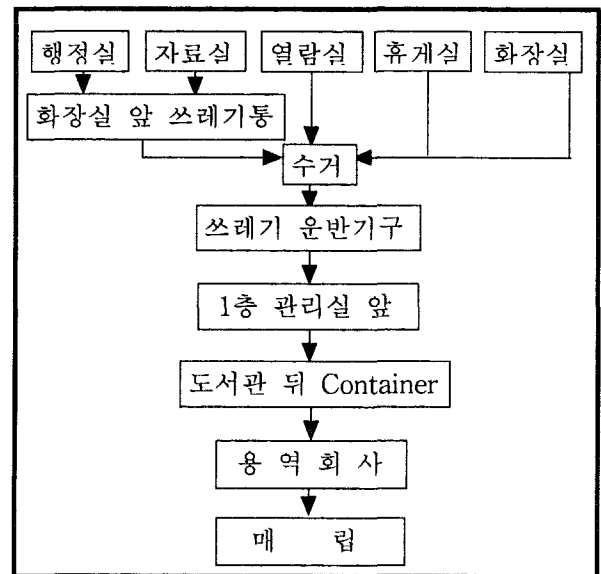 행정실 자료실 열람실 휴게실 화장실
화장실 앞 쓰레기통
수거
쓰레기 운반기구
1층 관리실 앞
도서관 뒤 Container
용 역 회 사
매 립